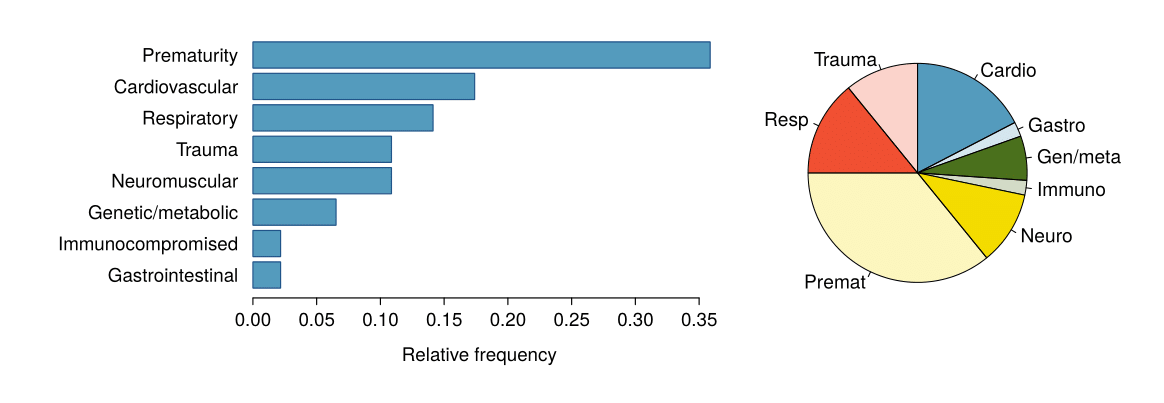 Prematurity
Cardiovascular
Respiratory
Trauma
Neuromuscular
Genetic/metabolic
Immunocompromised
Gastrointestinal
0.00 0.05 0.10 0.15 0.20 0.25 0.30 0.35
Relative frequency
Trauma
Cardio
Resp
Gastro
Gen/meta
Immuno
Neuro
Premat